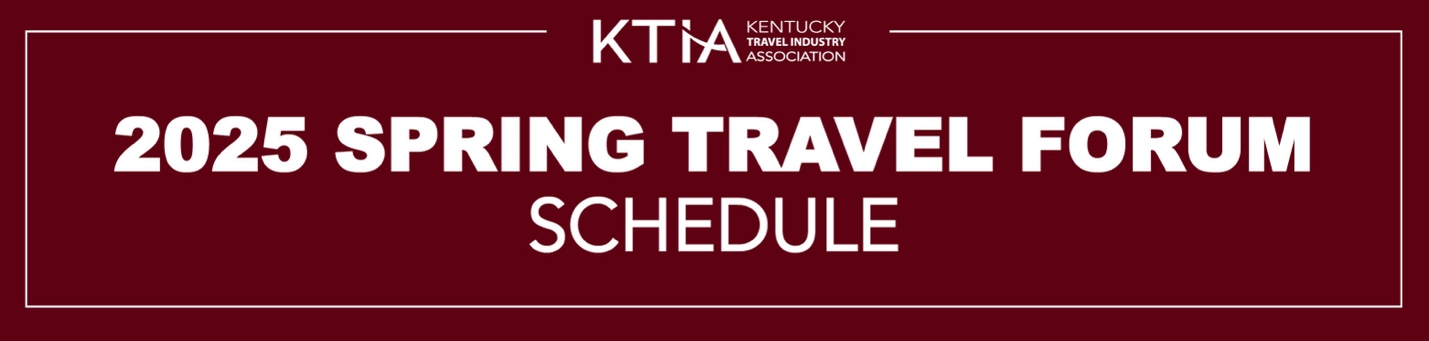 KTIA
KENTUCKY
TRAVEL INDUSTRY
ASSOCIATION
2025 SPRING TRAVEL FORUM
SCHEDULE